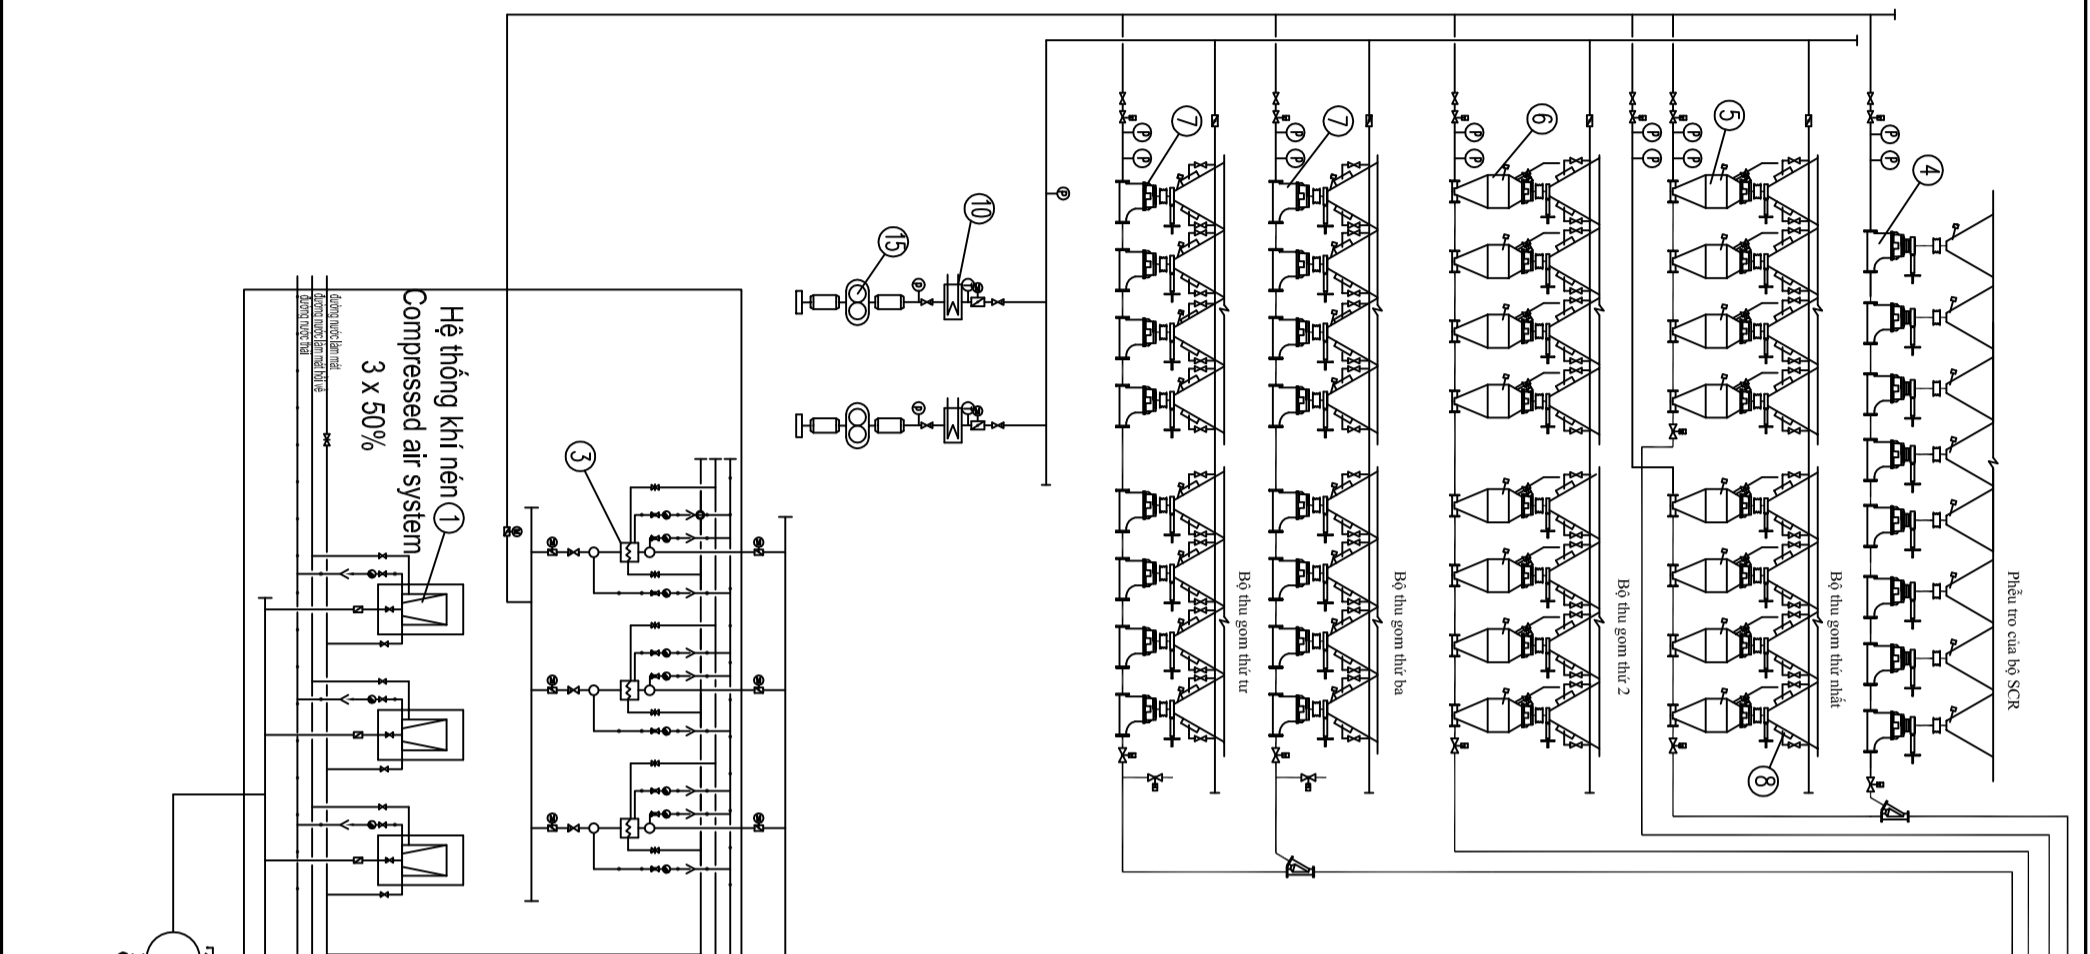 Hệ thống khí nén
1
Compressed air system
3 x 50%
đường nước làm mát
đường nước làm mát hồi về
đường nước thải
3
15
10
P
P
P
7
P
P
7
P
P
6
P
P
5
P
P
P
P
4
P
P
8
Bộ thu gom thứ tư
Bộ thu gom thứ ba
Bộ thu gom thứ 2
Bộ thu gom thứ nhất
Phễu tro của bộ SCR